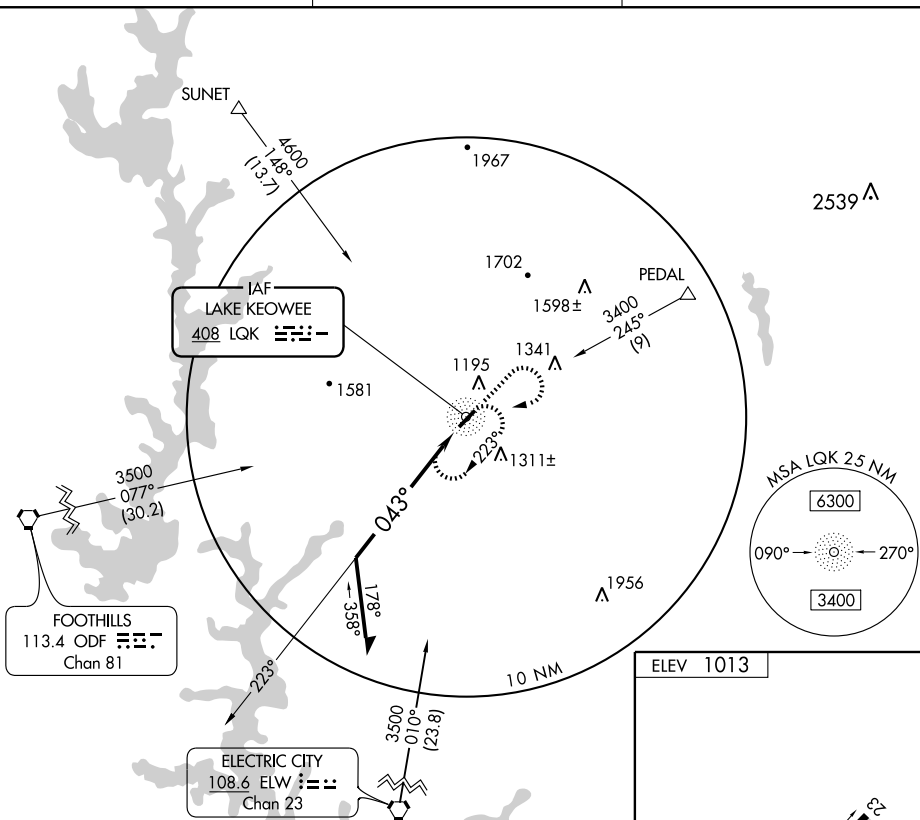 SUNET
4600
148°
(13.7)
1967
2539
1702
PEDAL
1598±
3400
245°
(9)
IAF
LAKE KEOWEE
408 LQK
1195
1341
1581
223°
1311±
3500
077°
(30.2)
043°
MSA LQK 25 NM
6300
090°
270°
3400
1956
178°
358°
FOOTHILLS
113.4 ODF
Chan 81
223°
10 NM
ELEV 1013
3500
010°
(23.8)
ELECTRIC CITY
108.6 ELW
Chan 23
23